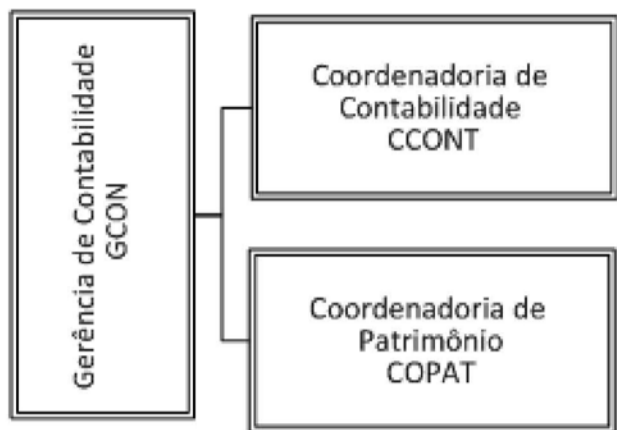 Gerência de Contabilidade
GCON
Coordenadoria de
Contabilidade
CCONT
Coordenadoria de
Patrimônio
COPAT